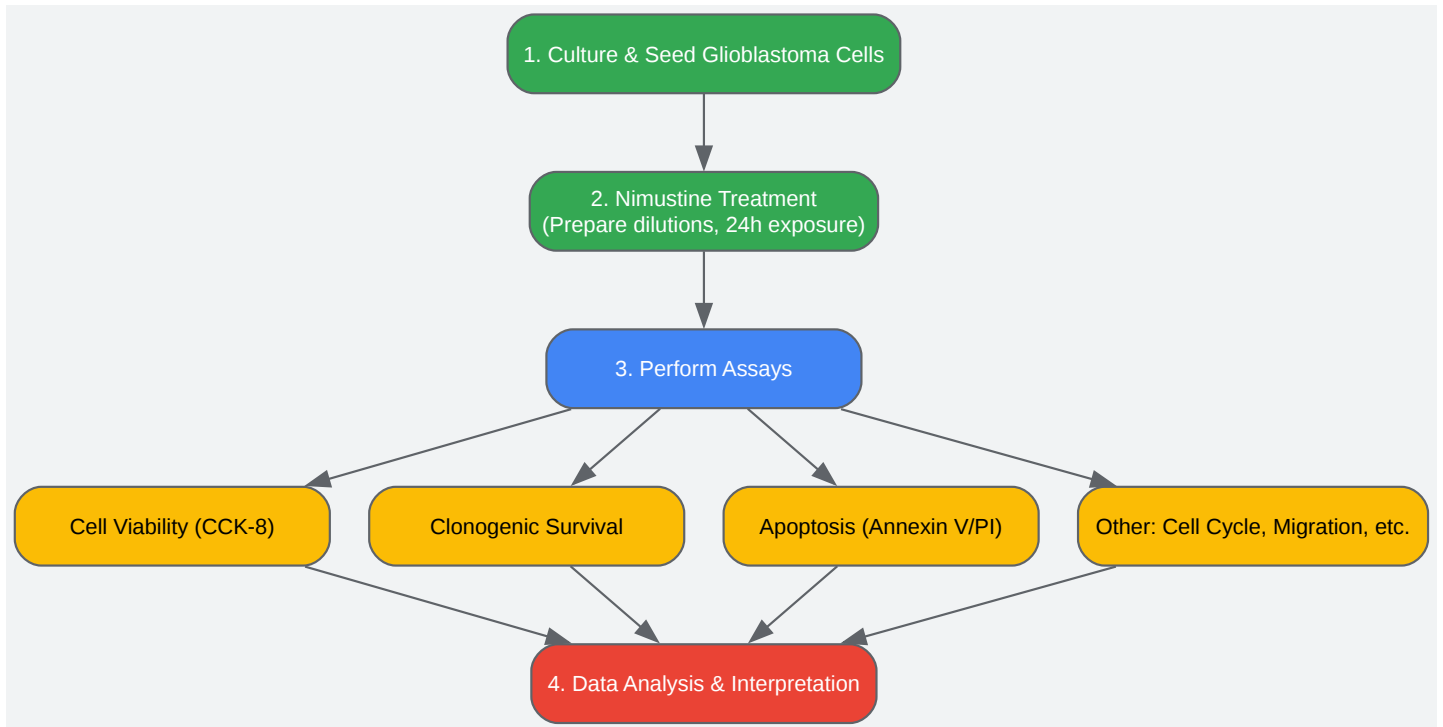 1. Culture & Seed Glioblastoma Cells
2. Nimustine Treatment
(Prepare dilutions, 24h exposure)
3. Perform Assays
Cell Viability (CCK-8)
Clonogenic Survival
Apoptosis (Annexin V/PI)
Other: Cell Cycle, Migration, etc.
4. Data Analysis & Interpretation